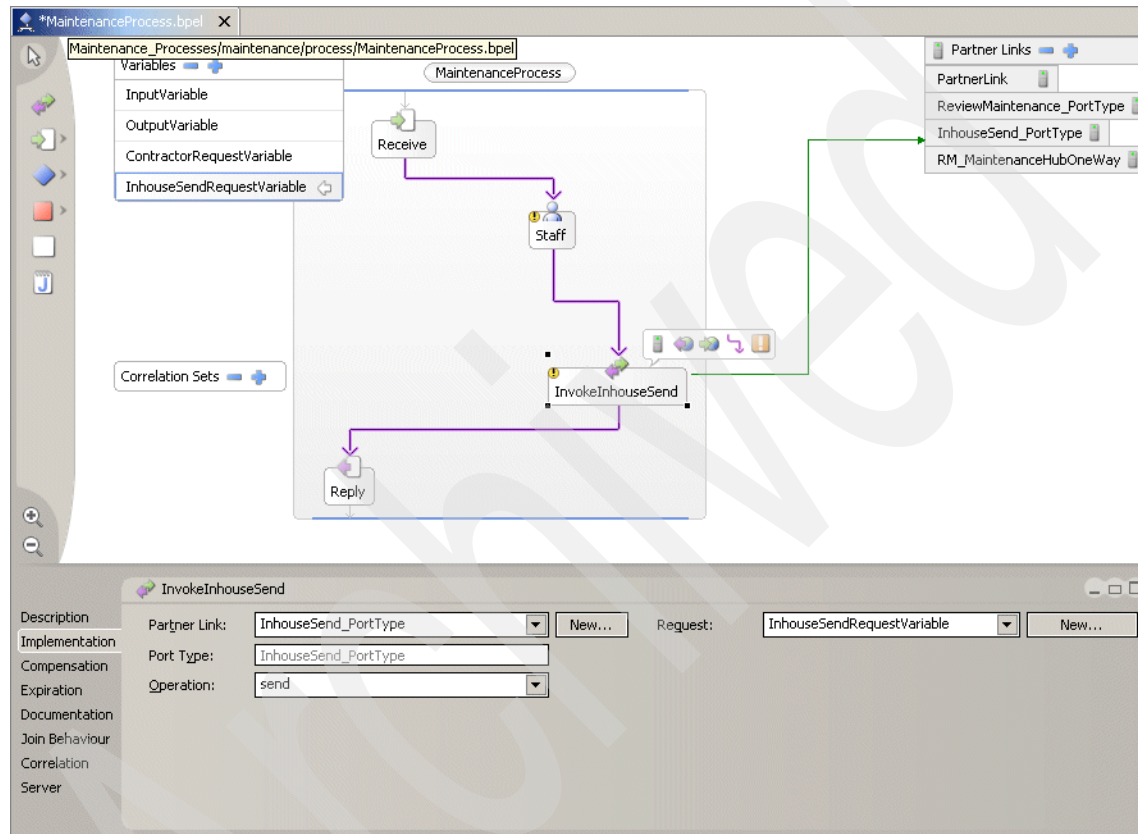 *MaintenanceProcess.bpel
Maintenance_Processes/maintenance/process/MaintenanceProcess.bpel
Variables
InputVariable
OutputVariable
ContractorRequestVariable
InhouseSendRequestVariable
Correlation Sets
MaintenanceProcess
Receive
Staff
InvokeInhouseSend
Reply
Partner Links
PartnerLink
ReviewMaintenance_PortType
InhouseSend_PortType
RM_MaintenanceHubOneWay
InvokeInhouseSend
Description
Implementation
Compensation
Expiration
Documentation
Join Behaviour
Correlation
Server
Partner Link: InhouseSend_PortType New... Request: InhouseSendRequestVariable New...
Port Type: InhouseSend_PortType
Operation: send
Archived